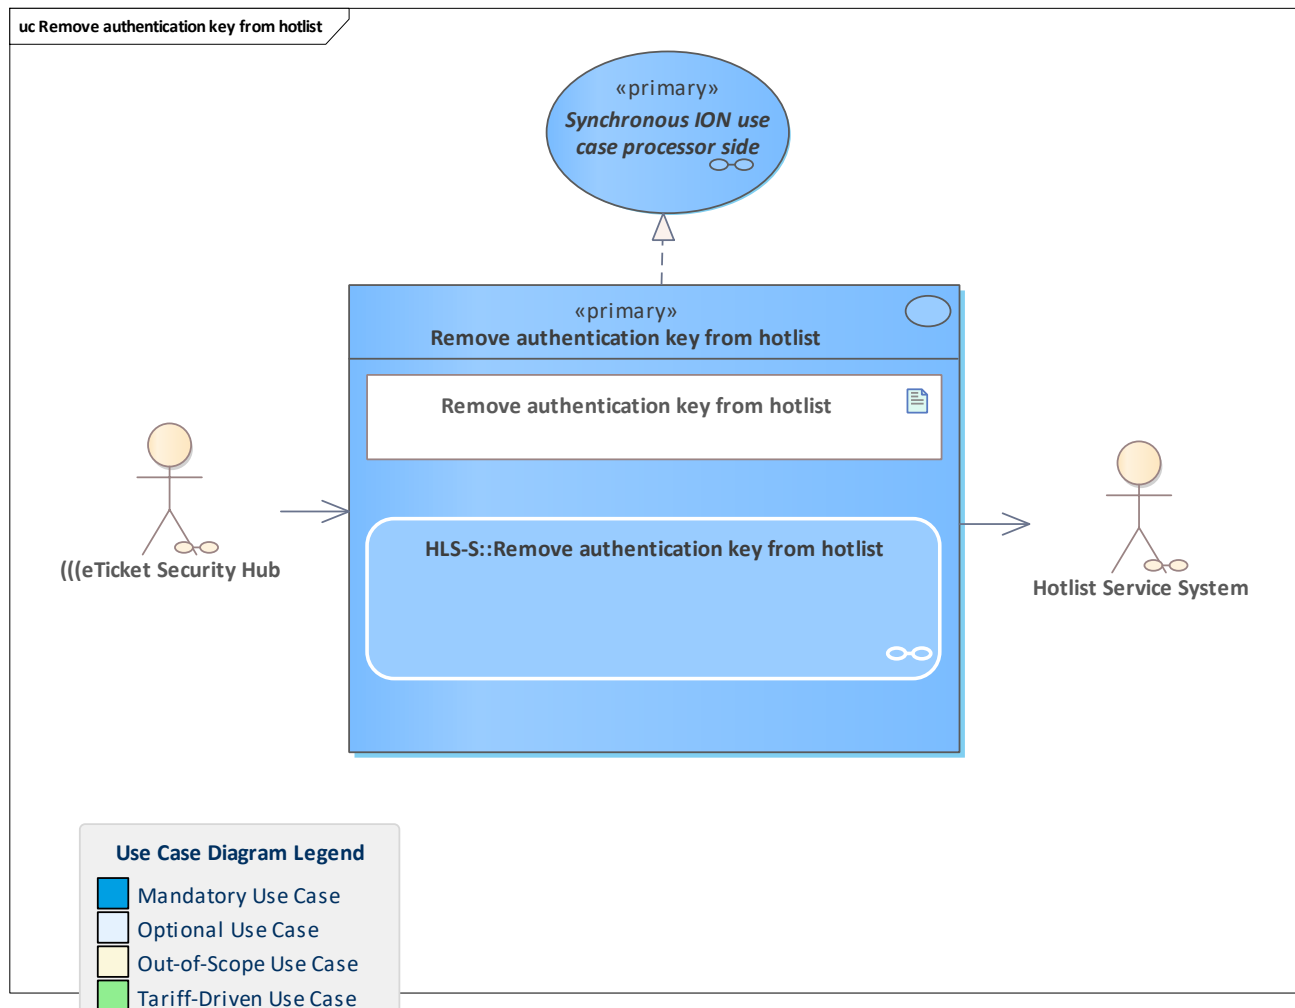 uc Remove authentication key from hotlist
«primary»
Synchronous ION use
case processor side
«primary»
Remove authentication key from hotlist
Remove authentication key from hotlist
HLS-S::Remove authentication key from hotlist
(((eTicket Security Hub
Hotlist Service System
Use Case Diagram Legend
Mandatory Use Case
Optional Use Case
Out-of-Scope Use Case
Tariff-Driven Use Case